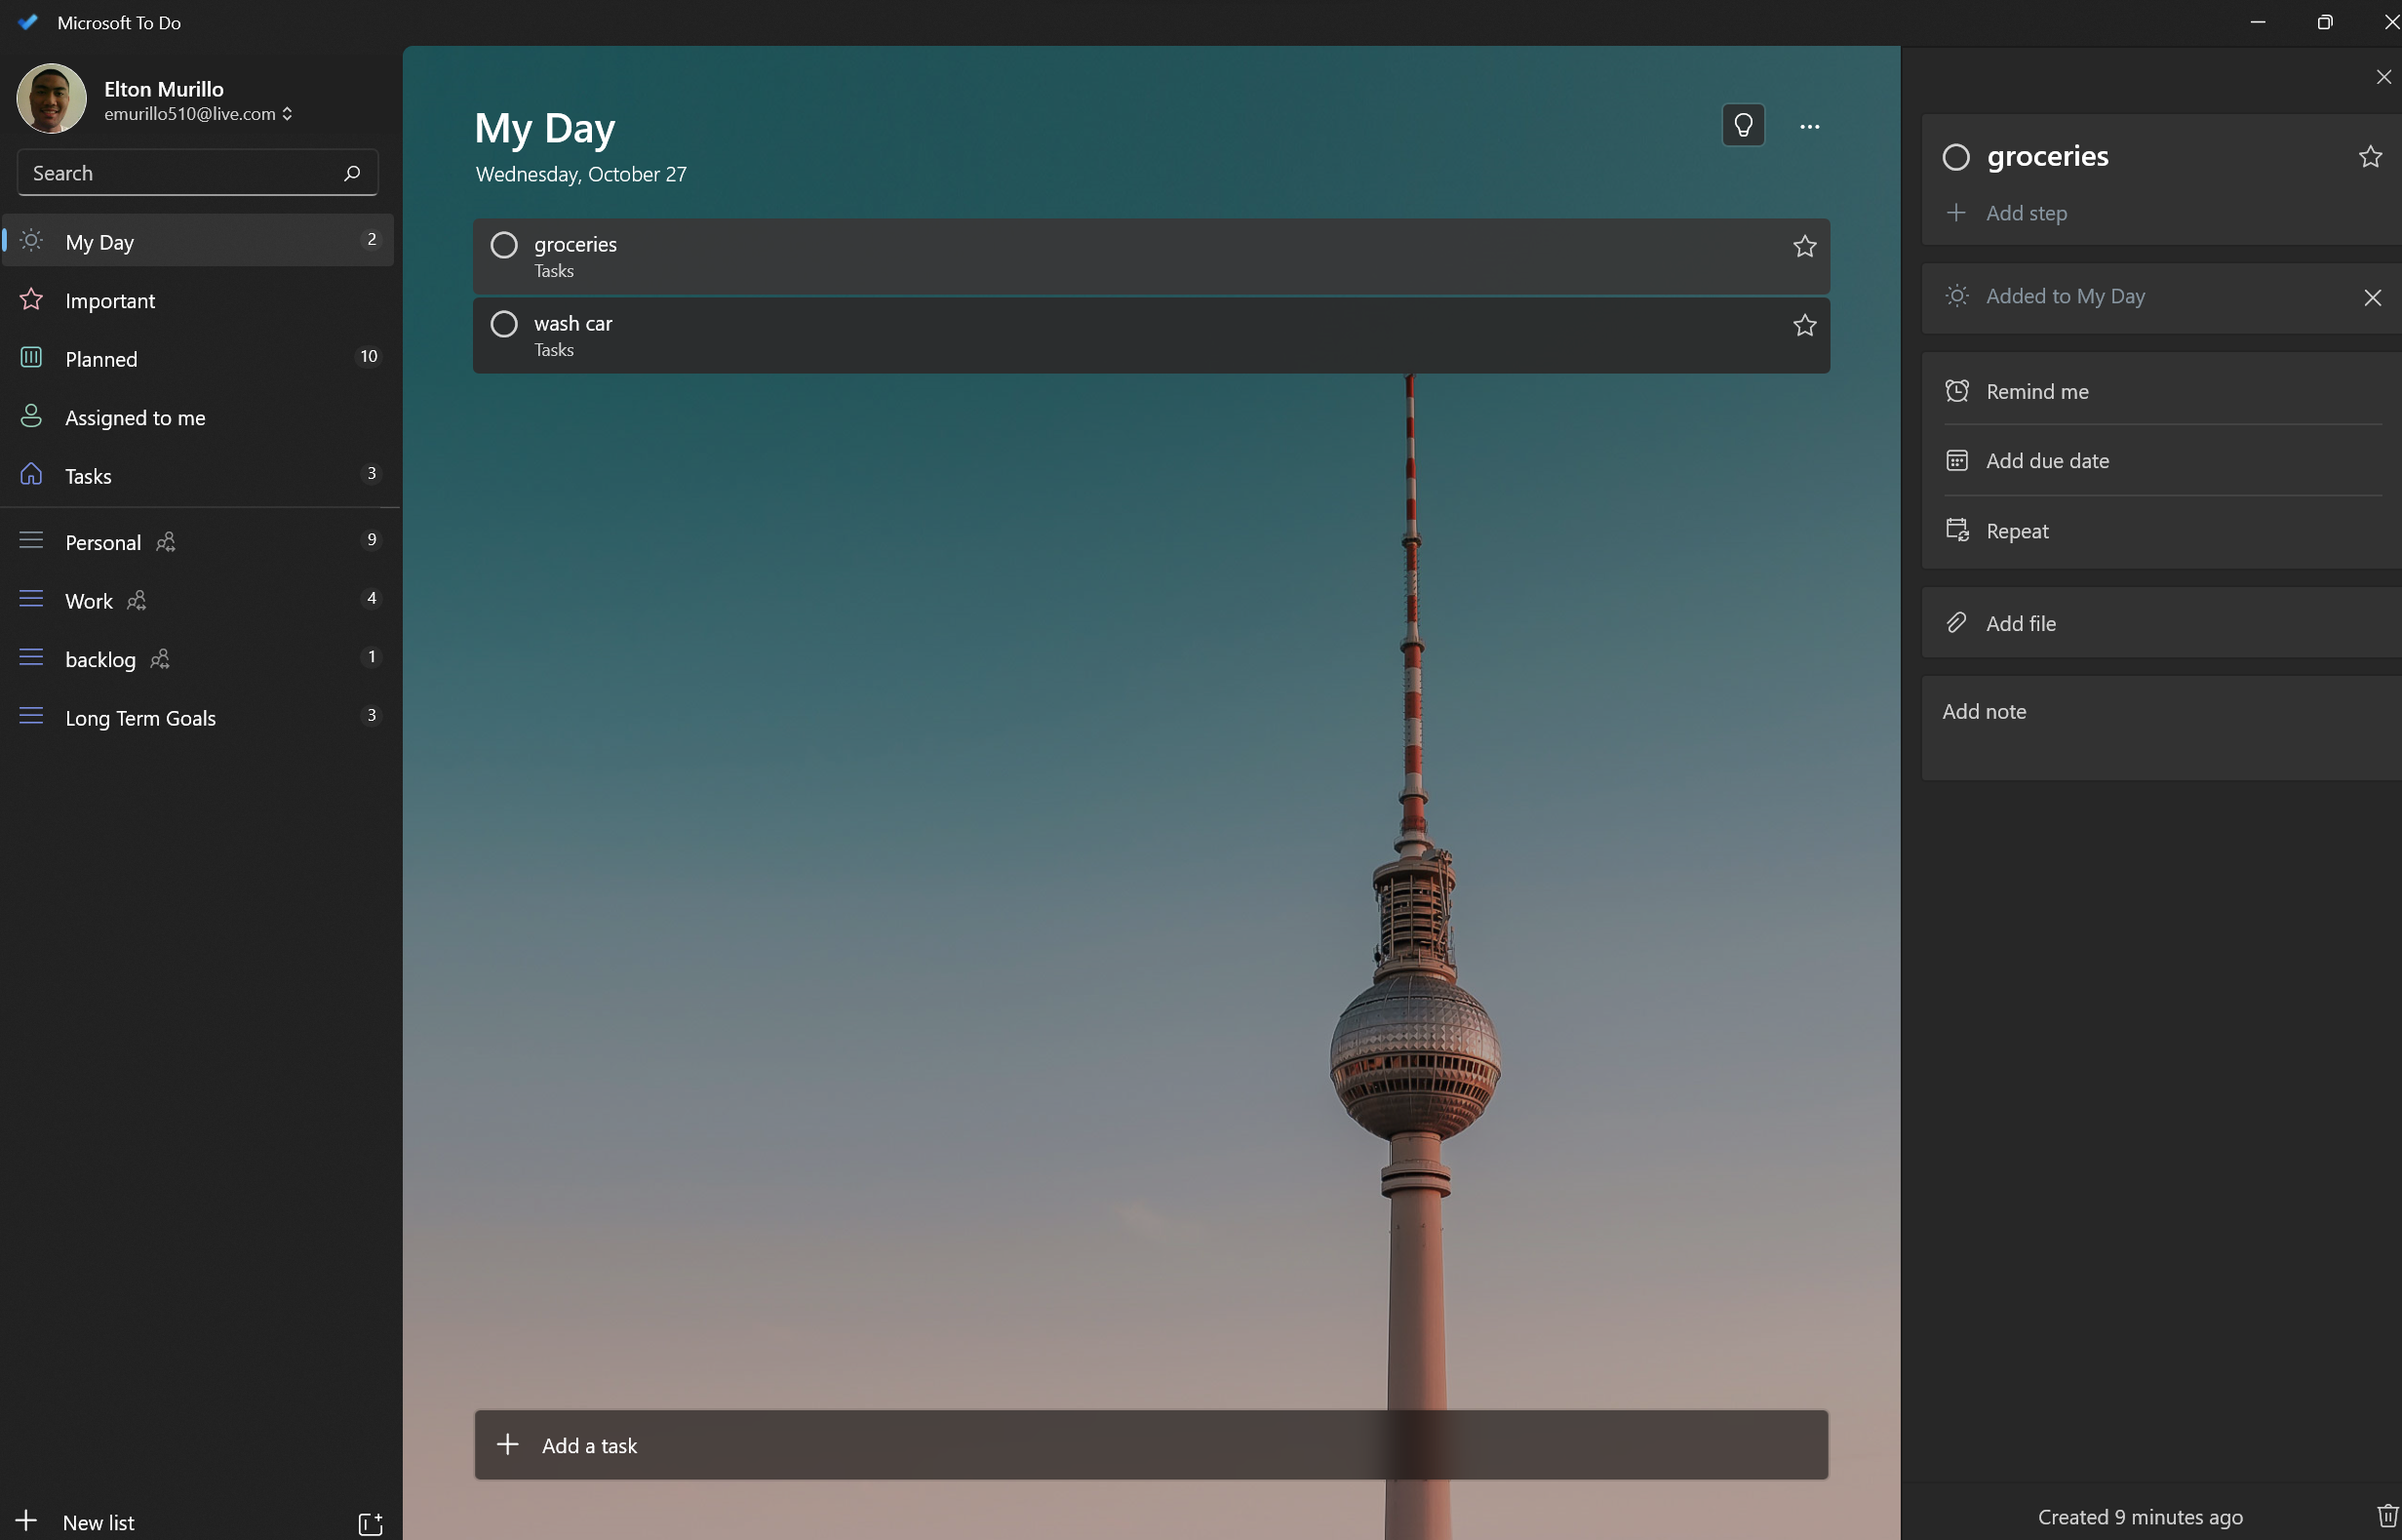 Microsoft To Do
Elton Murillo
emurillo510@live.com
Search
My Day 2
Important
Planned 10
Assigned to me
Tasks 3
Personal 9
Work 4
backlog 1
Long Term Goals 3
New list
My Day
Wednesday, October 27
groceries
Tasks
wash car
Tasks
Add a task
groceries
Add step
Added to My Day
Remind me
Add due date
Repeat
Add file
Add note
Created 9 minutes ago